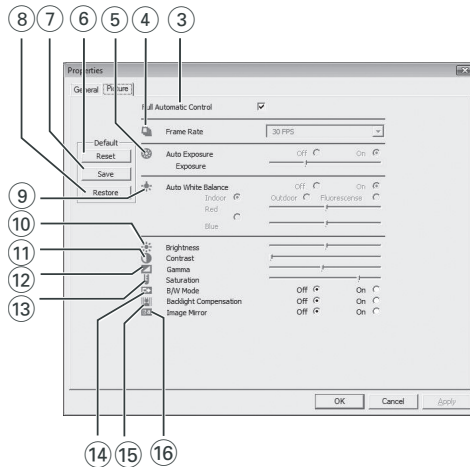 8 7 6 5 4 3
Properties
General Picture
Full Automatic Control
Frame Rate 30 FPS
Default
Reset
Save
Restore
Auto Exposure Off On
Exposure
9
Auto White Balance Off On
Indoor Outdoor Fluorescense
Red
Blue
10
11
12
13
Brightness
Contrast
Gamma
Saturation
B/W Mode Off On
Backlight Compensation Off On
Image Mirror Off On
OK Cancel Apply
14 15 16